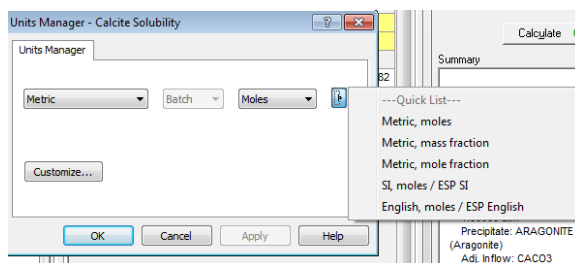 Units Manager - Calcite Solubility
Units Manager
Metric
Batch
Moles
Customize...
OK
Cancel
Apply
Help
82
Calculate
Summary
---Quick List---
Metric, moles
Metric, mass fraction
Metric, mole fraction
SI, moles / ESP SI
English, moles / ESP English
Precipitate: ARAGONITE
(Aragonite)
Adj. Inflow: CACO3